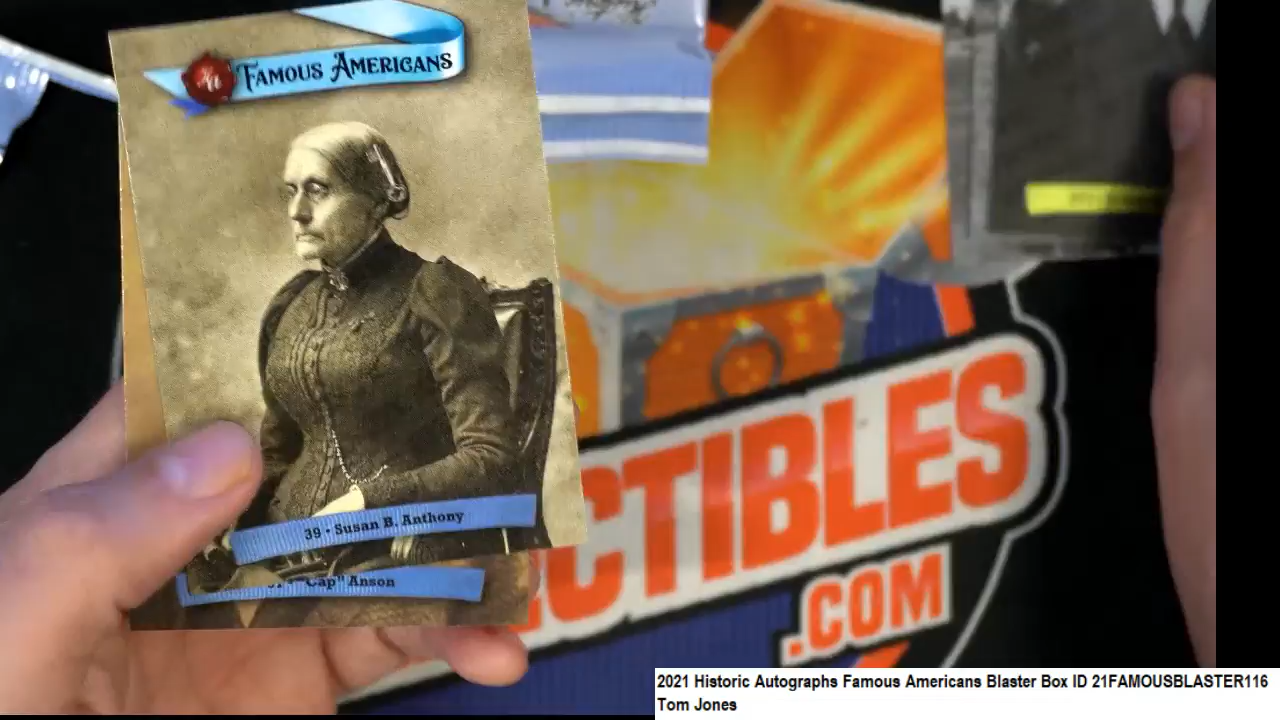 Famous Americans
39 • Susan B. Anthony
"Cap" Anson
CTIBLES
.COM
2021 Historic Autographs Famous Americans Blaster Box ID 21FAMOUSBLASTER116
Tom Jones